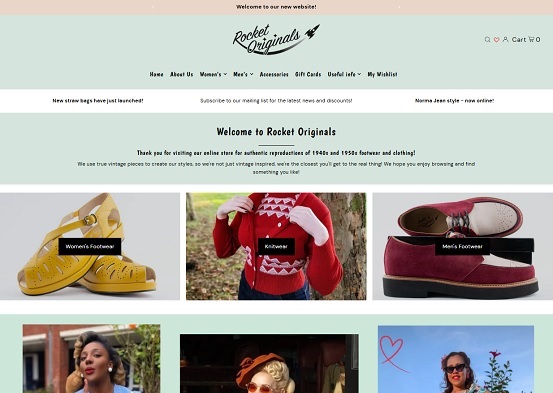 Welcome to our new website!
Rocket
Originals
Cart 0
Home About Us Women's Men's Accessories Gift Cards Useful info My Wishlist
New straw bags have just launched! Subscribe to our mailing list for the latest news and discounts! Norma Jean style - now online!
Welcome to Rocket Originals
Thank you for visiting our online store for authentic reproductions of 1940s and 1950s footwear and clothing!
We use true vintage pieces to create our styles, so we're not just vintage inspired, we're the closest you'll get to the real thing! We hope you enjoy browsing and find
something you like!
Women's Footwear Knitwear Men's Footwear